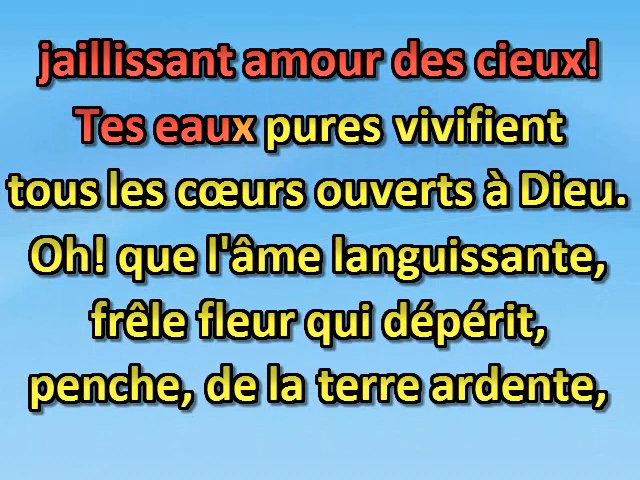 jaillissant amour des cieux!
Tes eaux pures vivifient
tous les cœurs ouverts à Dieu.
Oh! que l'âme languissante,
frêle fleur qui dépérit,
penche, de la terre ardente,